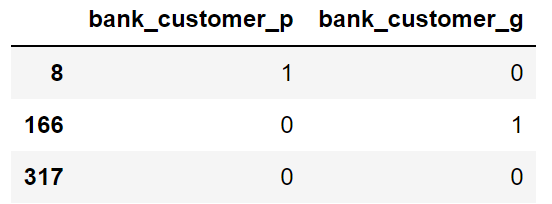 bank_customer_p bank_customer_g
8 1 0
166 0 1
317 0 0